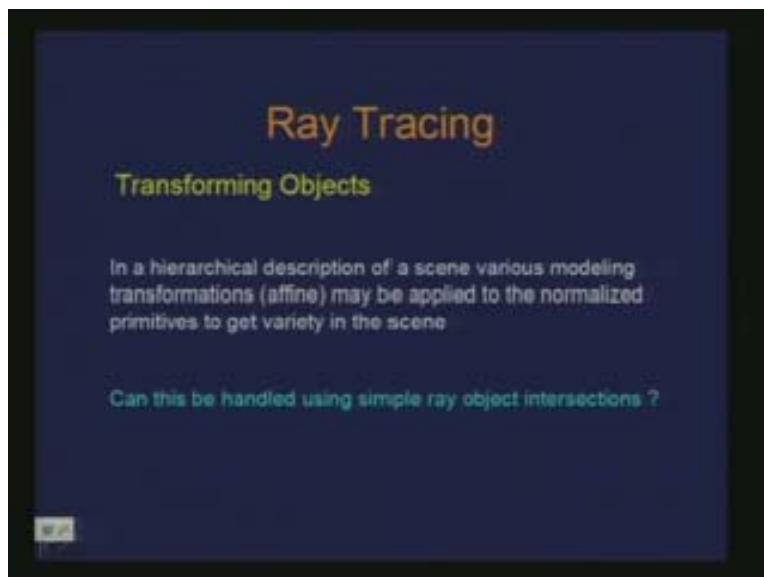 Ray Tracing
Transforming Objects
In a hierarchical description of a scene various modeling
transformations (affine) may be applied to the normalized
primitives to get variety in the scene
Can this be handled using simple ray object intersections ?